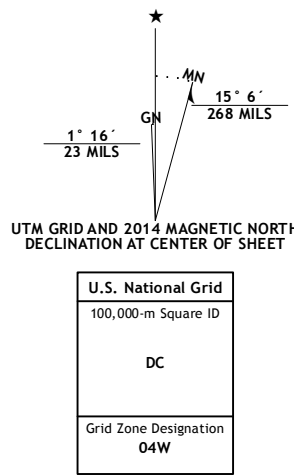 MN
GN
15° 6´
268 MILS
1° 16´
23 MILS
UTM GRID AND 2014 MAGNETIC NORTH
DECLINATION AT CENTER OF SHEET
U.S. National Grid
100,000-m Square ID
DC
Grid Zone Designation
04W